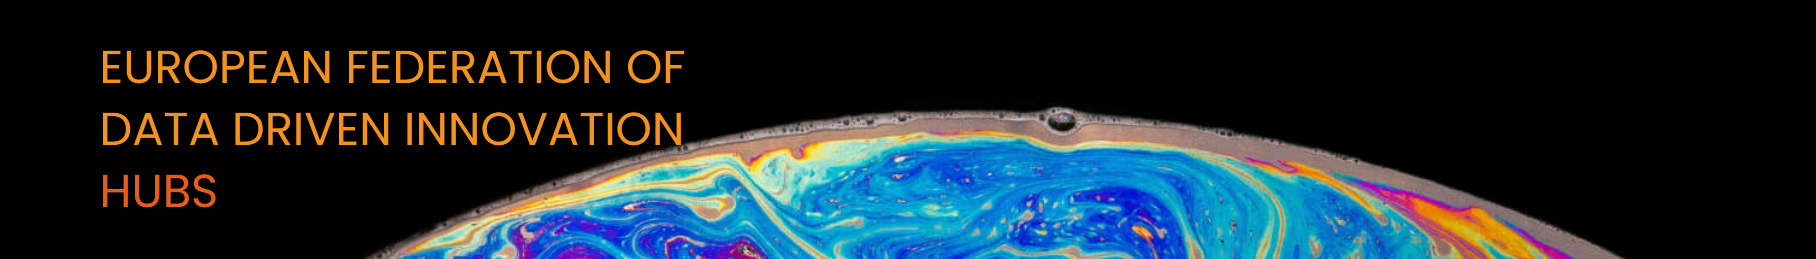 EUROPEAN FEDERATION OF
DATA DRIVEN INNOVATION
HUBS